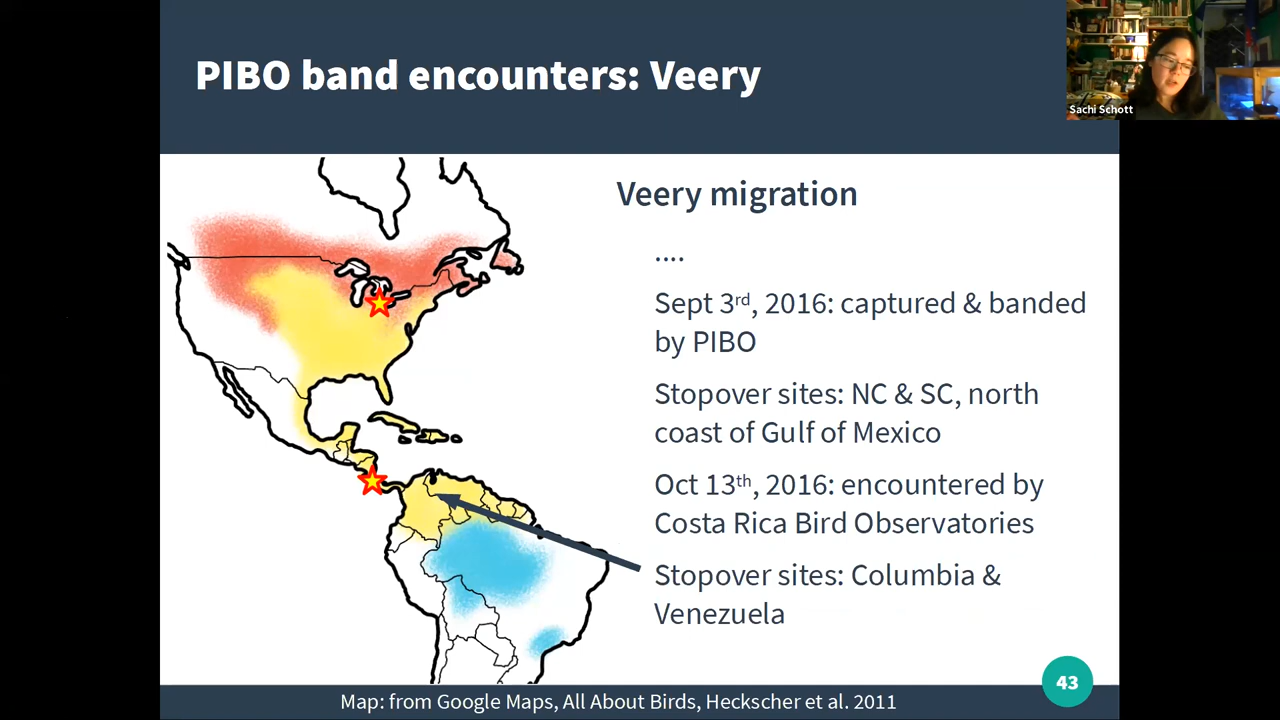 PIBO band encounters: Veery
Sachi Schott
Veery migration
....
Sept 3rd, 2016: captured & banded
by PIBO
Stopover sites: NC & SC, north
coast of Gulf of Mexico
Oct 13th, 2016: encountered by
Costa Rica Bird Observatories
Stopover sites: Columbia &
Venezuela
43
Map: from Google Maps, All About Birds, Heckscher et al. 2011